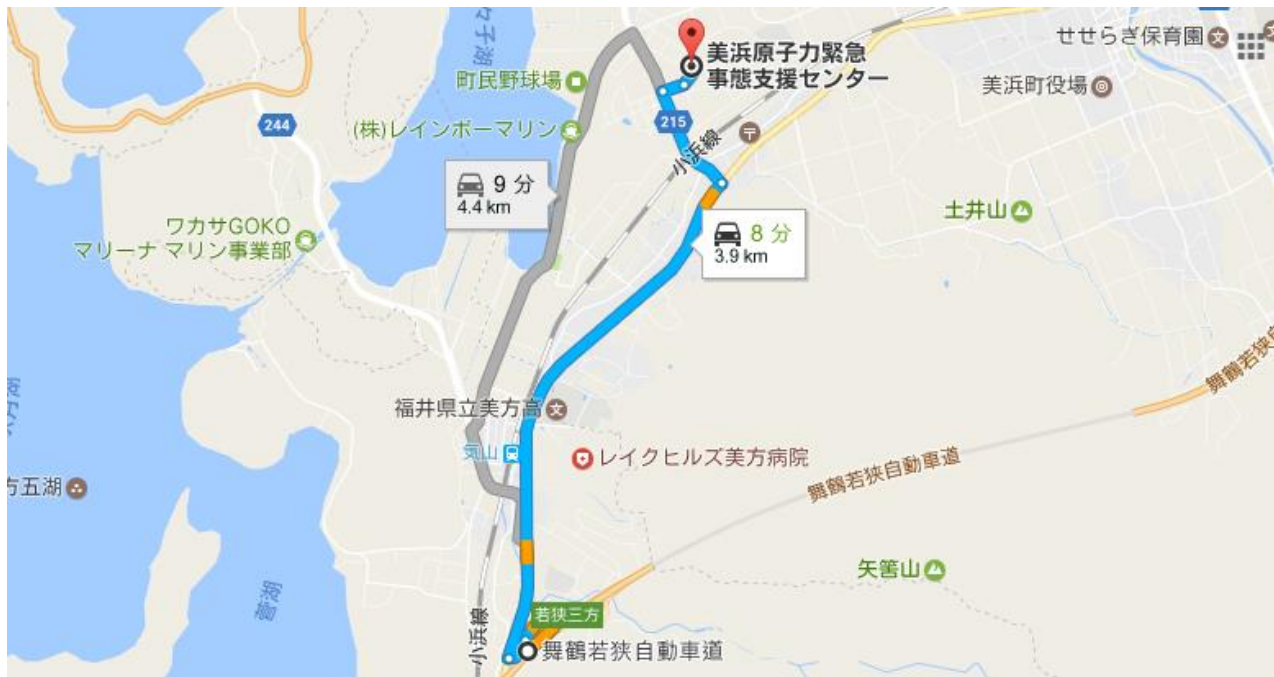 美浜原子力緊急
事態支援センター
せせらぎ保育園
文
美浜町役場
町民野球場
244
(株)レインボーマリン
215
小浜線
〒
9 分
4.4 km
8 分
3.9 km
土井山
ワカサGOKO
マリーナ マリン事業部
舞鶴若狭自
福井県立美方高
文
気山
レイクヒルズ美方病院
舞鶴若狭自動車道
方五湖
矢筈山
若狭三方
小浜線
舞鶴若狭自動車道